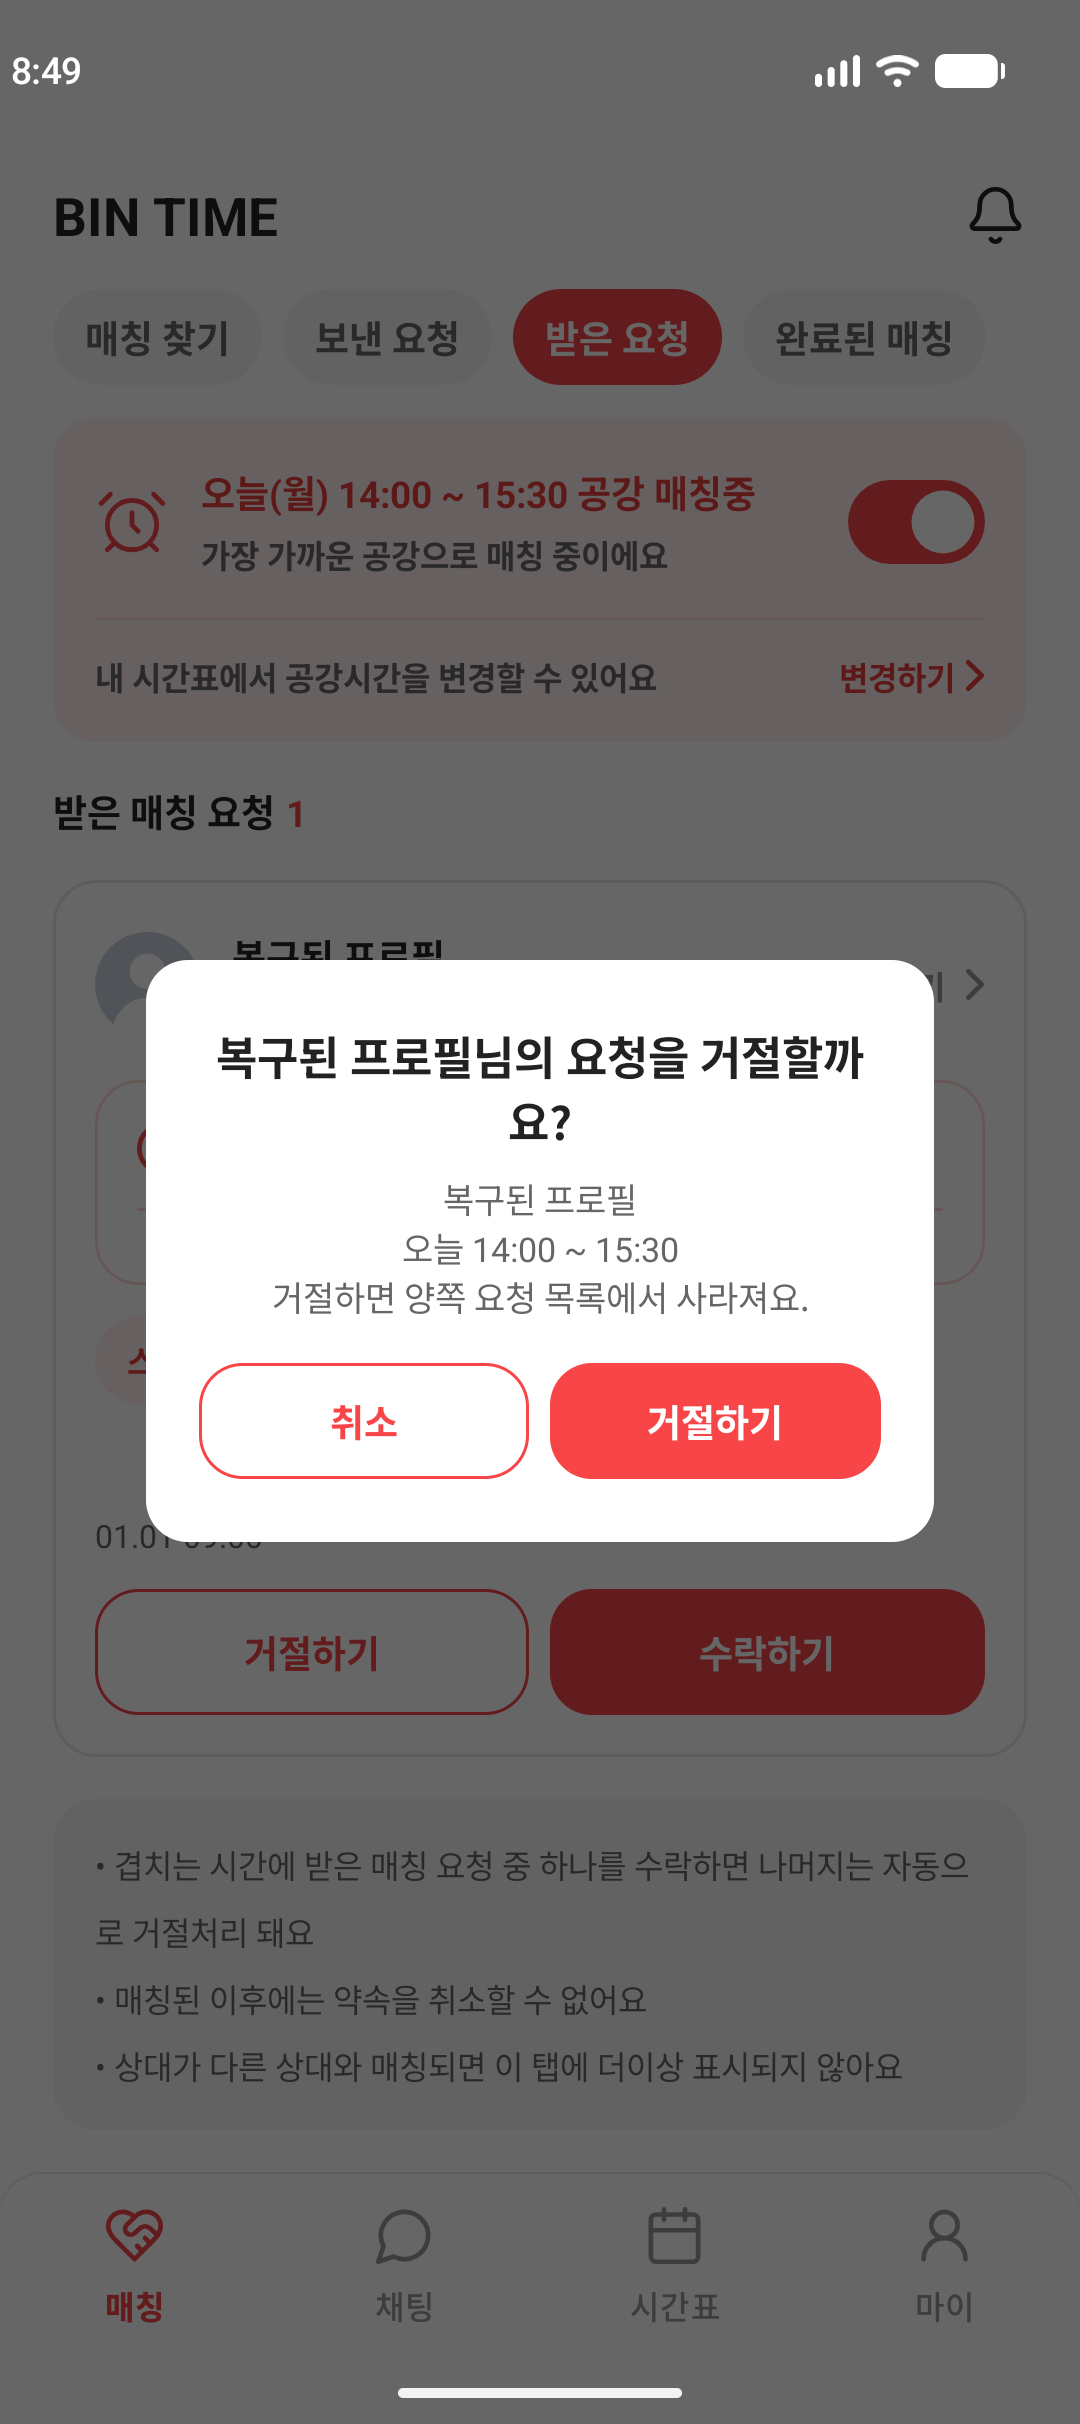 8:49
BIN TIME
매칭 찾기 보낸 요청 받은 요청 완료된 매칭
오늘(월) 14:00 ~ 15:30 공강 매칭중
가장 가까운 공강으로 매칭 중이에요
내 시간표에서 공강시간을 변경할 수 있어요 변경하기
받은 매칭 요청 1
복구된 프로필
복구된 프로필님의 요청을 거절할까
요?
복구된 프로필
오늘 14:00 ~ 15:30
거절하면 양쪽 요청 목록에서 사라져요.
취소 거절하기
01.01 09:00
거절하기 수락하기
• 겹치는 시간에 받은 매칭 요청 중 하나를 수락하면 나머지는 자동으
로 거절처리 돼요
• 매칭된 이후에는 약속을 취소할 수 없어요
• 상대가 다른 상대와 매칭되면 이 탭에 더이상 표시되지 않아요
매칭 채팅 시간표 마이